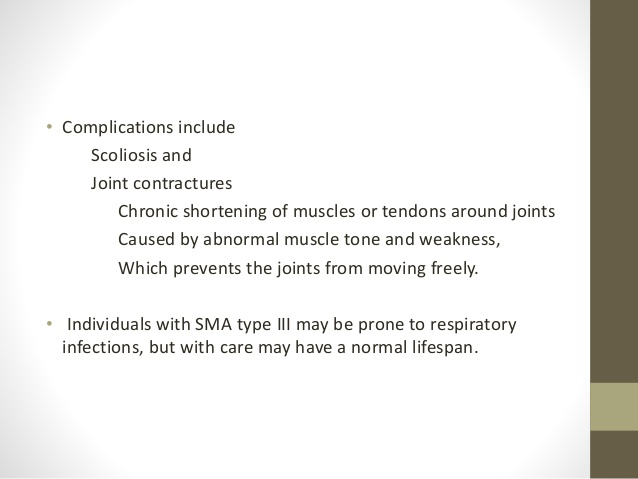 • Complications include
Scoliosis and
Joint contractures
Chronic shortening of muscles or tendons around joints
Caused by abnormal muscle tone and weakness,
Which prevents the joints from moving freely.
• Individuals with SMA type III may be prone to respiratory
infections, but with care may have a normal lifespan.